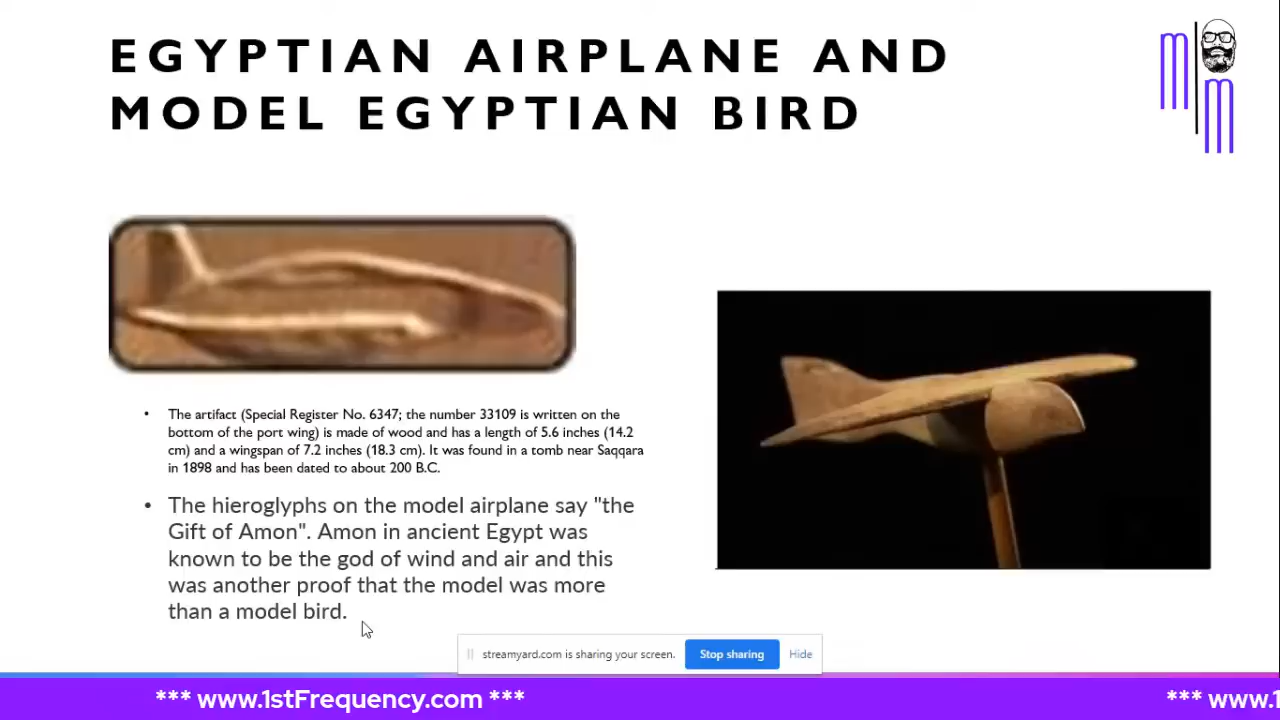 EGYPTIAN AIRPLANE AND
MODEL EGYPTIAN BIRD
• The artifact (Special Register No. 6347; the number 33109 is written on the
bottom of the port wing) is made of wood and has a length of 5.6 inches (14.2
cm) and a wingspan of 7.2 inches (18.3 cm). It was found in a tomb near Saqqara
in 1898 and has been dated to about 200 B.C.
• The hieroglyphs on the model airplane say "the
Gift of Amon". Amon in ancient Egypt was
known to be the god of wind and air and this
was another proof that the model was more
than a model bird.
streamyard.com is sharing your screen. Stop sharing Hide
*** www.1stFrequency.com *** *** www.1